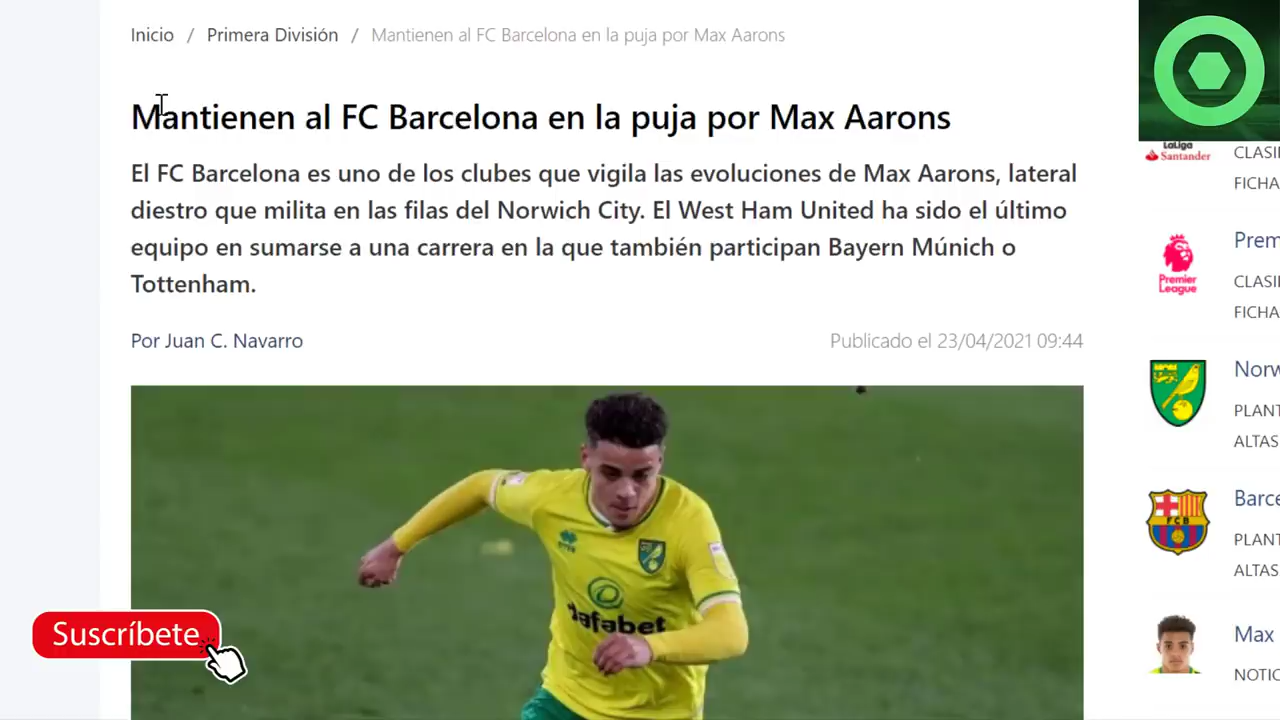 Inicio / Primera División / Mantienen al FC Barcelona en la puja por Max Aarons
Mantienen al FC Barcelona en la puja por Max Aarons
El FC Barcelona es uno de los clubes que vigila las evoluciones de Max Aarons, lateral
diestro que milita en las filas del Norwich City. El West Ham United ha sido el último
equipo en sumarse a una carrera en la que también participan Bayern Múnich o
Tottenham.
Por Juan C. Navarro
Publicado el 23/04/2021 09:44
dafabet
Suscríbete
LaLiga
Santander
CLASI
FICHA
Premier
League
Prem
CLASI
FICHA
Norw
PLANT
ALTAS
FCB
Barce
PLANT
ALTAS
Max
NOTIC